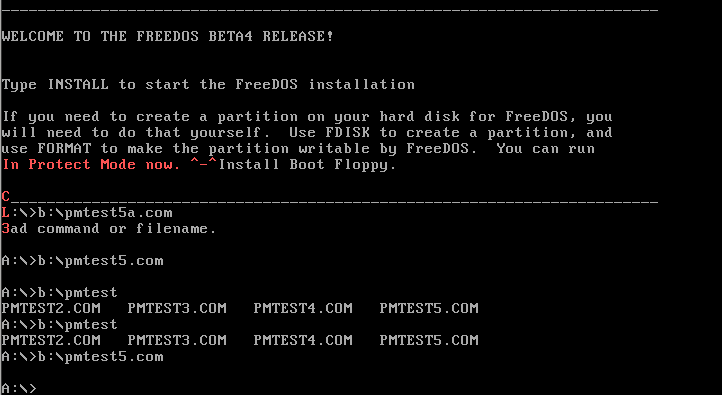 ________________________________________________________________________
WELCOME TO THE FREEDOS BETA4 RELEASE!
Type INSTALL to start the FreeDOS installation
If you need to create a partition on your hard disk for FreeDOS, you
will need to do that yourself.  Use FDISK to create a partition, and
use FORMAT to make the partition writable by FreeDOS.  You can run
In Protect Mode now. ^-^Install Boot Floppy.
C_______________________________________________________________________
L:\>b:\pmtest5a.com
3ad command or filename.
A:\>b:\pmtest5.com
A:\>b:\pmtest
PMTEST2.COM   PMTEST3.COM   PMTEST4.COM   PMTEST5.COM
A:\>b:\pmtest
PMTEST2.COM   PMTEST3.COM   PMTEST4.COM   PMTEST5.COM
A:\>b:\pmtest5.com
A:\>